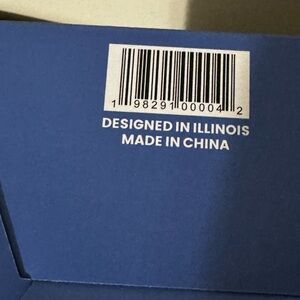 1 98291 00004 2
DESIGNED IN ILLINOIS
MADE IN CHINA